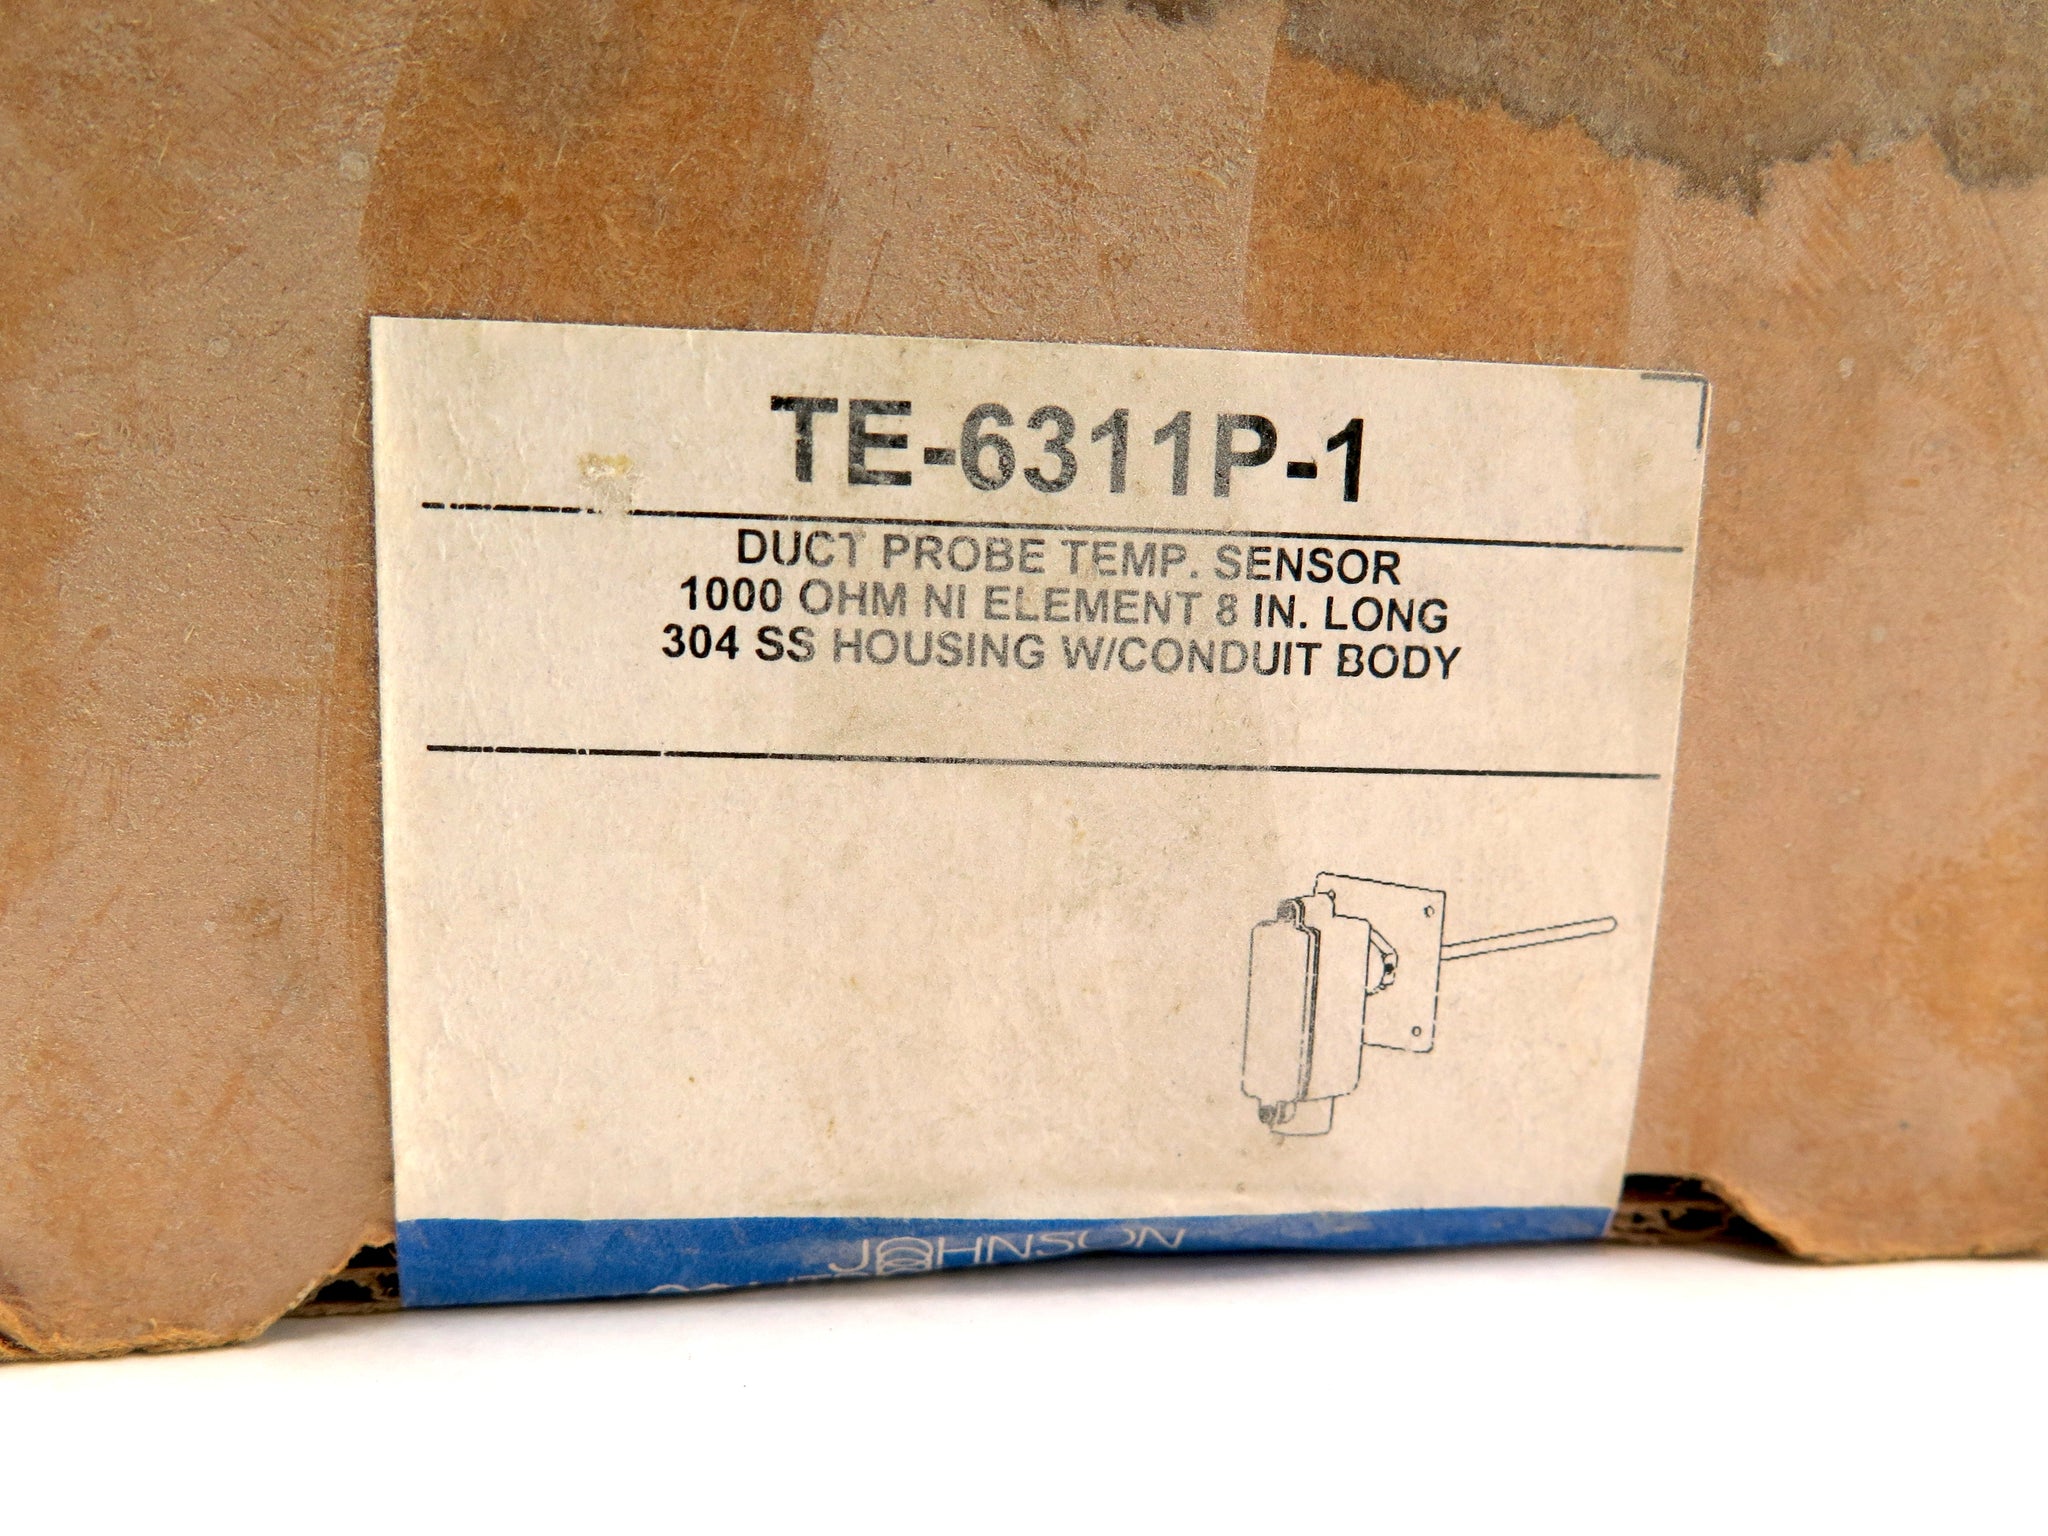 TE-6311P-1
DUCT PROBE TEMP. SENSOR
1000 OHM NI ELEMENT 8 IN. LONG
304 SS HOUSING W/CONDUIT BODY
JOHNSON